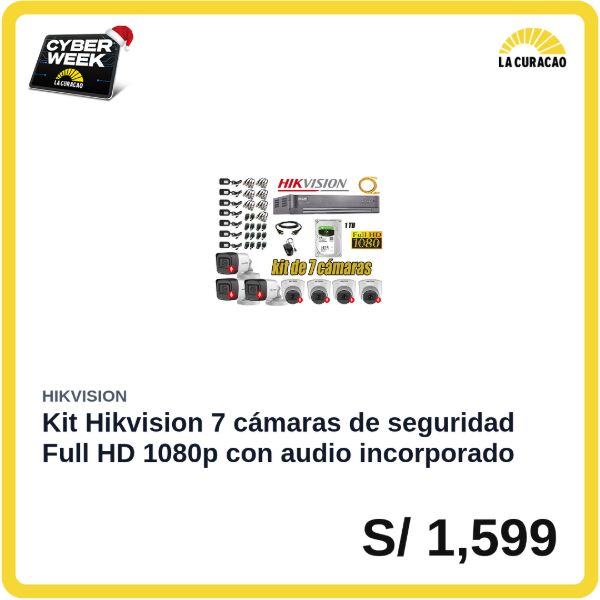 CYBER
WEEK
LA CURACAO
LA CURACAO
HIKVISION
1 TB
Full HD
1080
kit de 7 cámaras
HIKVISION
Kit Hikvision 7 cámaras de seguridad
Full HD 1080p con audio incorporado
S/ 1,599